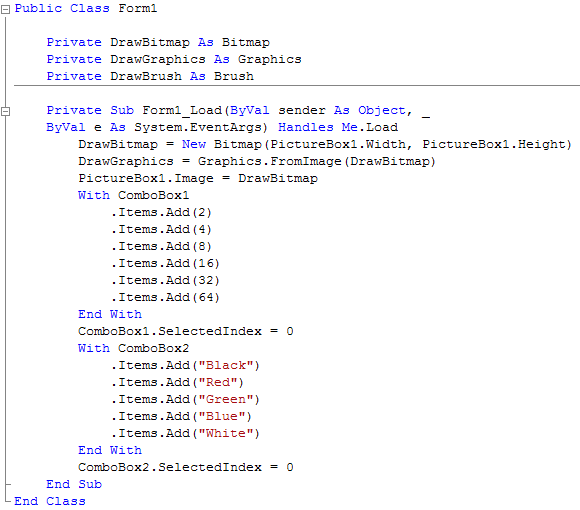 Public Class Form1
Private DrawBitmap As Bitmap
Private DrawGraphics As Graphics
Private DrawBrush As Brush
Private Sub Form1_Load(ByVal sender As Object, _
ByVal e As System.EventArgs) Handles Me.Load
DrawBitmap = New Bitmap(PictureBox1.Width, PictureBox1.Height)
DrawGraphics = Graphics.FromImage(DrawBitmap)
PictureBox1.Image = DrawBitmap
With ComboBox1
.Items.Add(2)
.Items.Add(4)
.Items.Add(8)
.Items.Add(16)
.Items.Add(32)
.Items.Add(64)
End With
ComboBox1.SelectedIndex = 0
With ComboBox2
.Items.Add("Black")
.Items.Add("Red")
.Items.Add("Green")
.Items.Add("Blue")
.Items.Add("White")
End With
ComboBox2.SelectedIndex = 0
End Sub
End Class